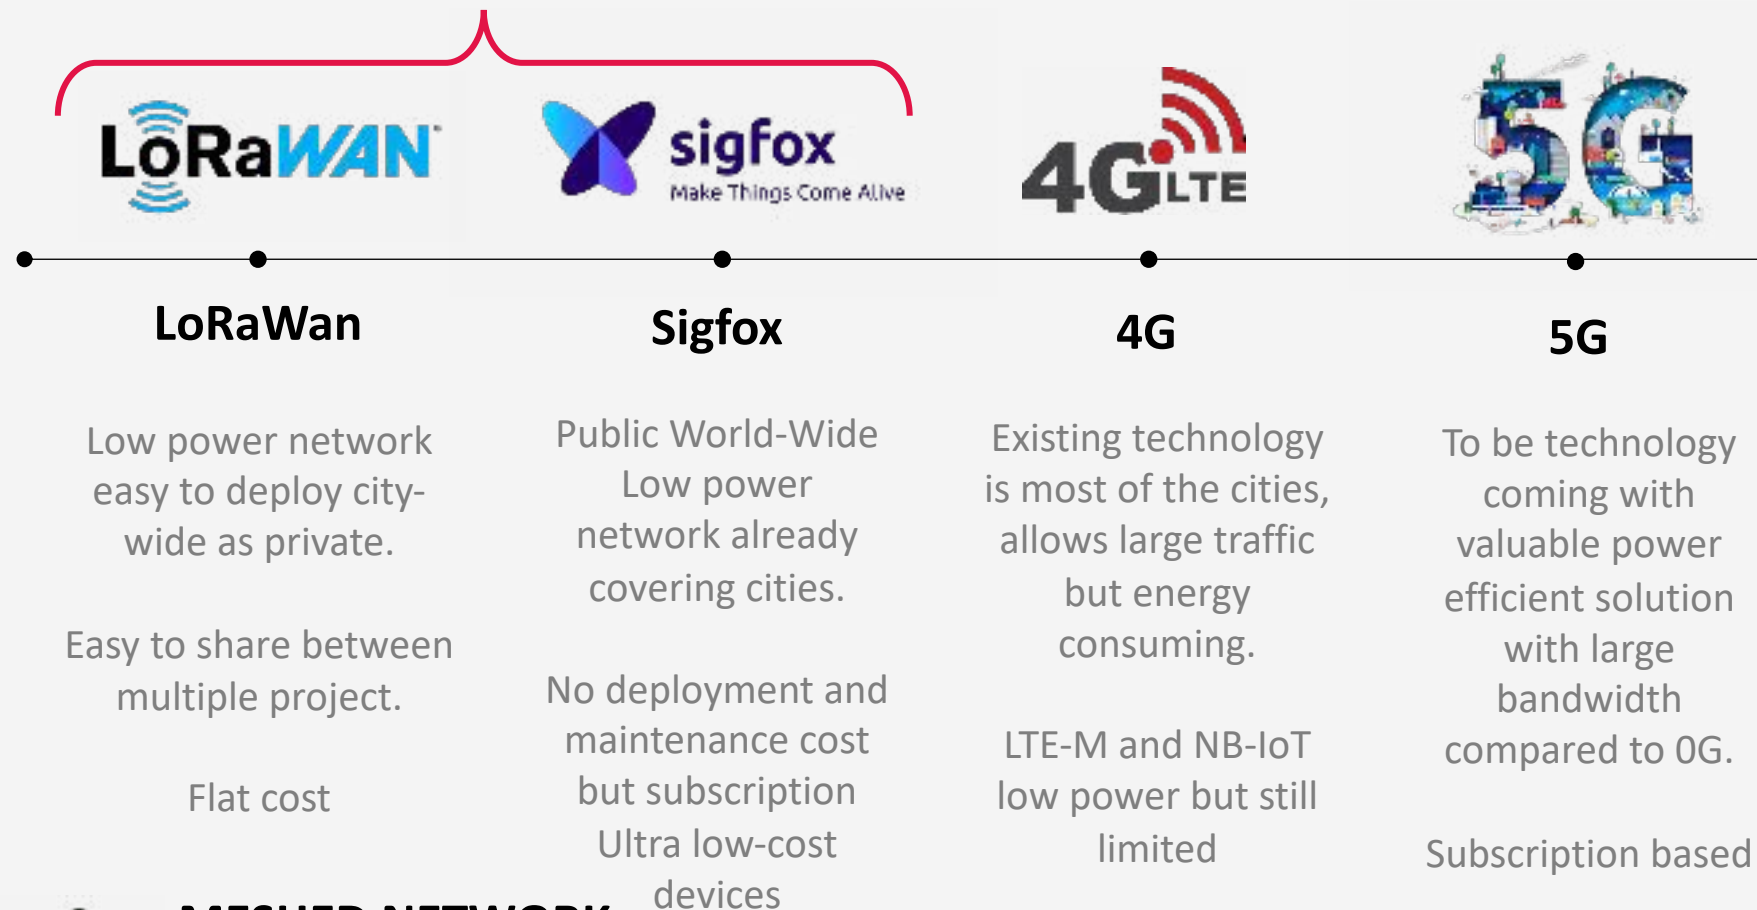 LoRaWAN
sigfox
Make Things Come Alive
4G LTE
5G
LoRaWan
Low power network
easy to deploy city-
wide as private.
Easy to share between
multiple project.
Flat cost
Sigfox
Public World-Wide
Low power
network already
covering cities.
No deployment and
maintenance cost
but subscription
Ultra low-cost
devices
4G
Existing technology
is most of the cities,
allows large traffic
but energy
consuming.
LTE-M and NB-IoT
low power but still
limited
5G
To be technology
coming with
valuable power
efficient solution
with large
bandwidth
compared to 0G.
Subscription based
MESHED NETWORK